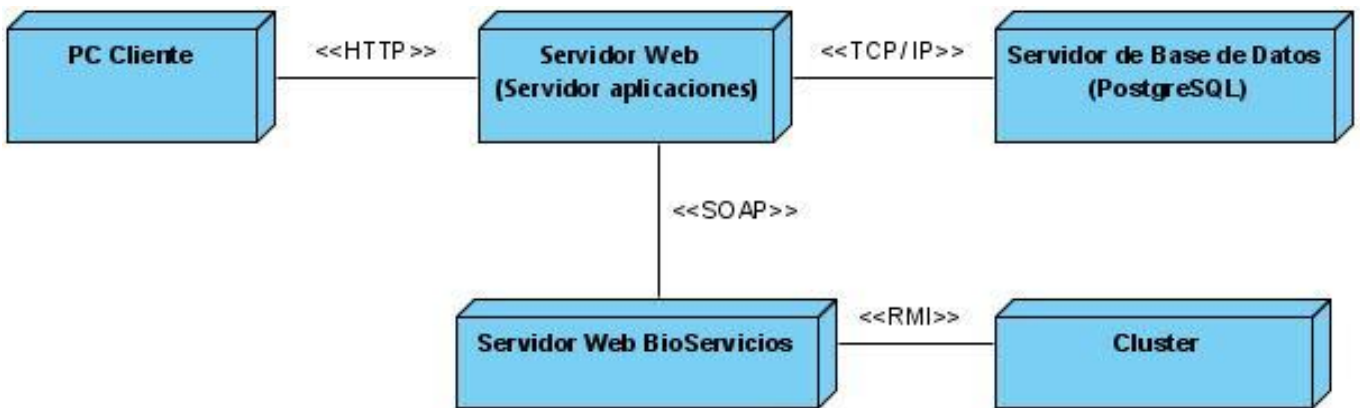 PC Cliente
<<HTTP>>
Servidor Web
(Servidor aplicaciones)
<<TCP/IP>>
Servidor de Base de Datos
(PostgreSQL)
<<SOAP>>
Servidor Web BioServicios
<<RMI>>
Cluster